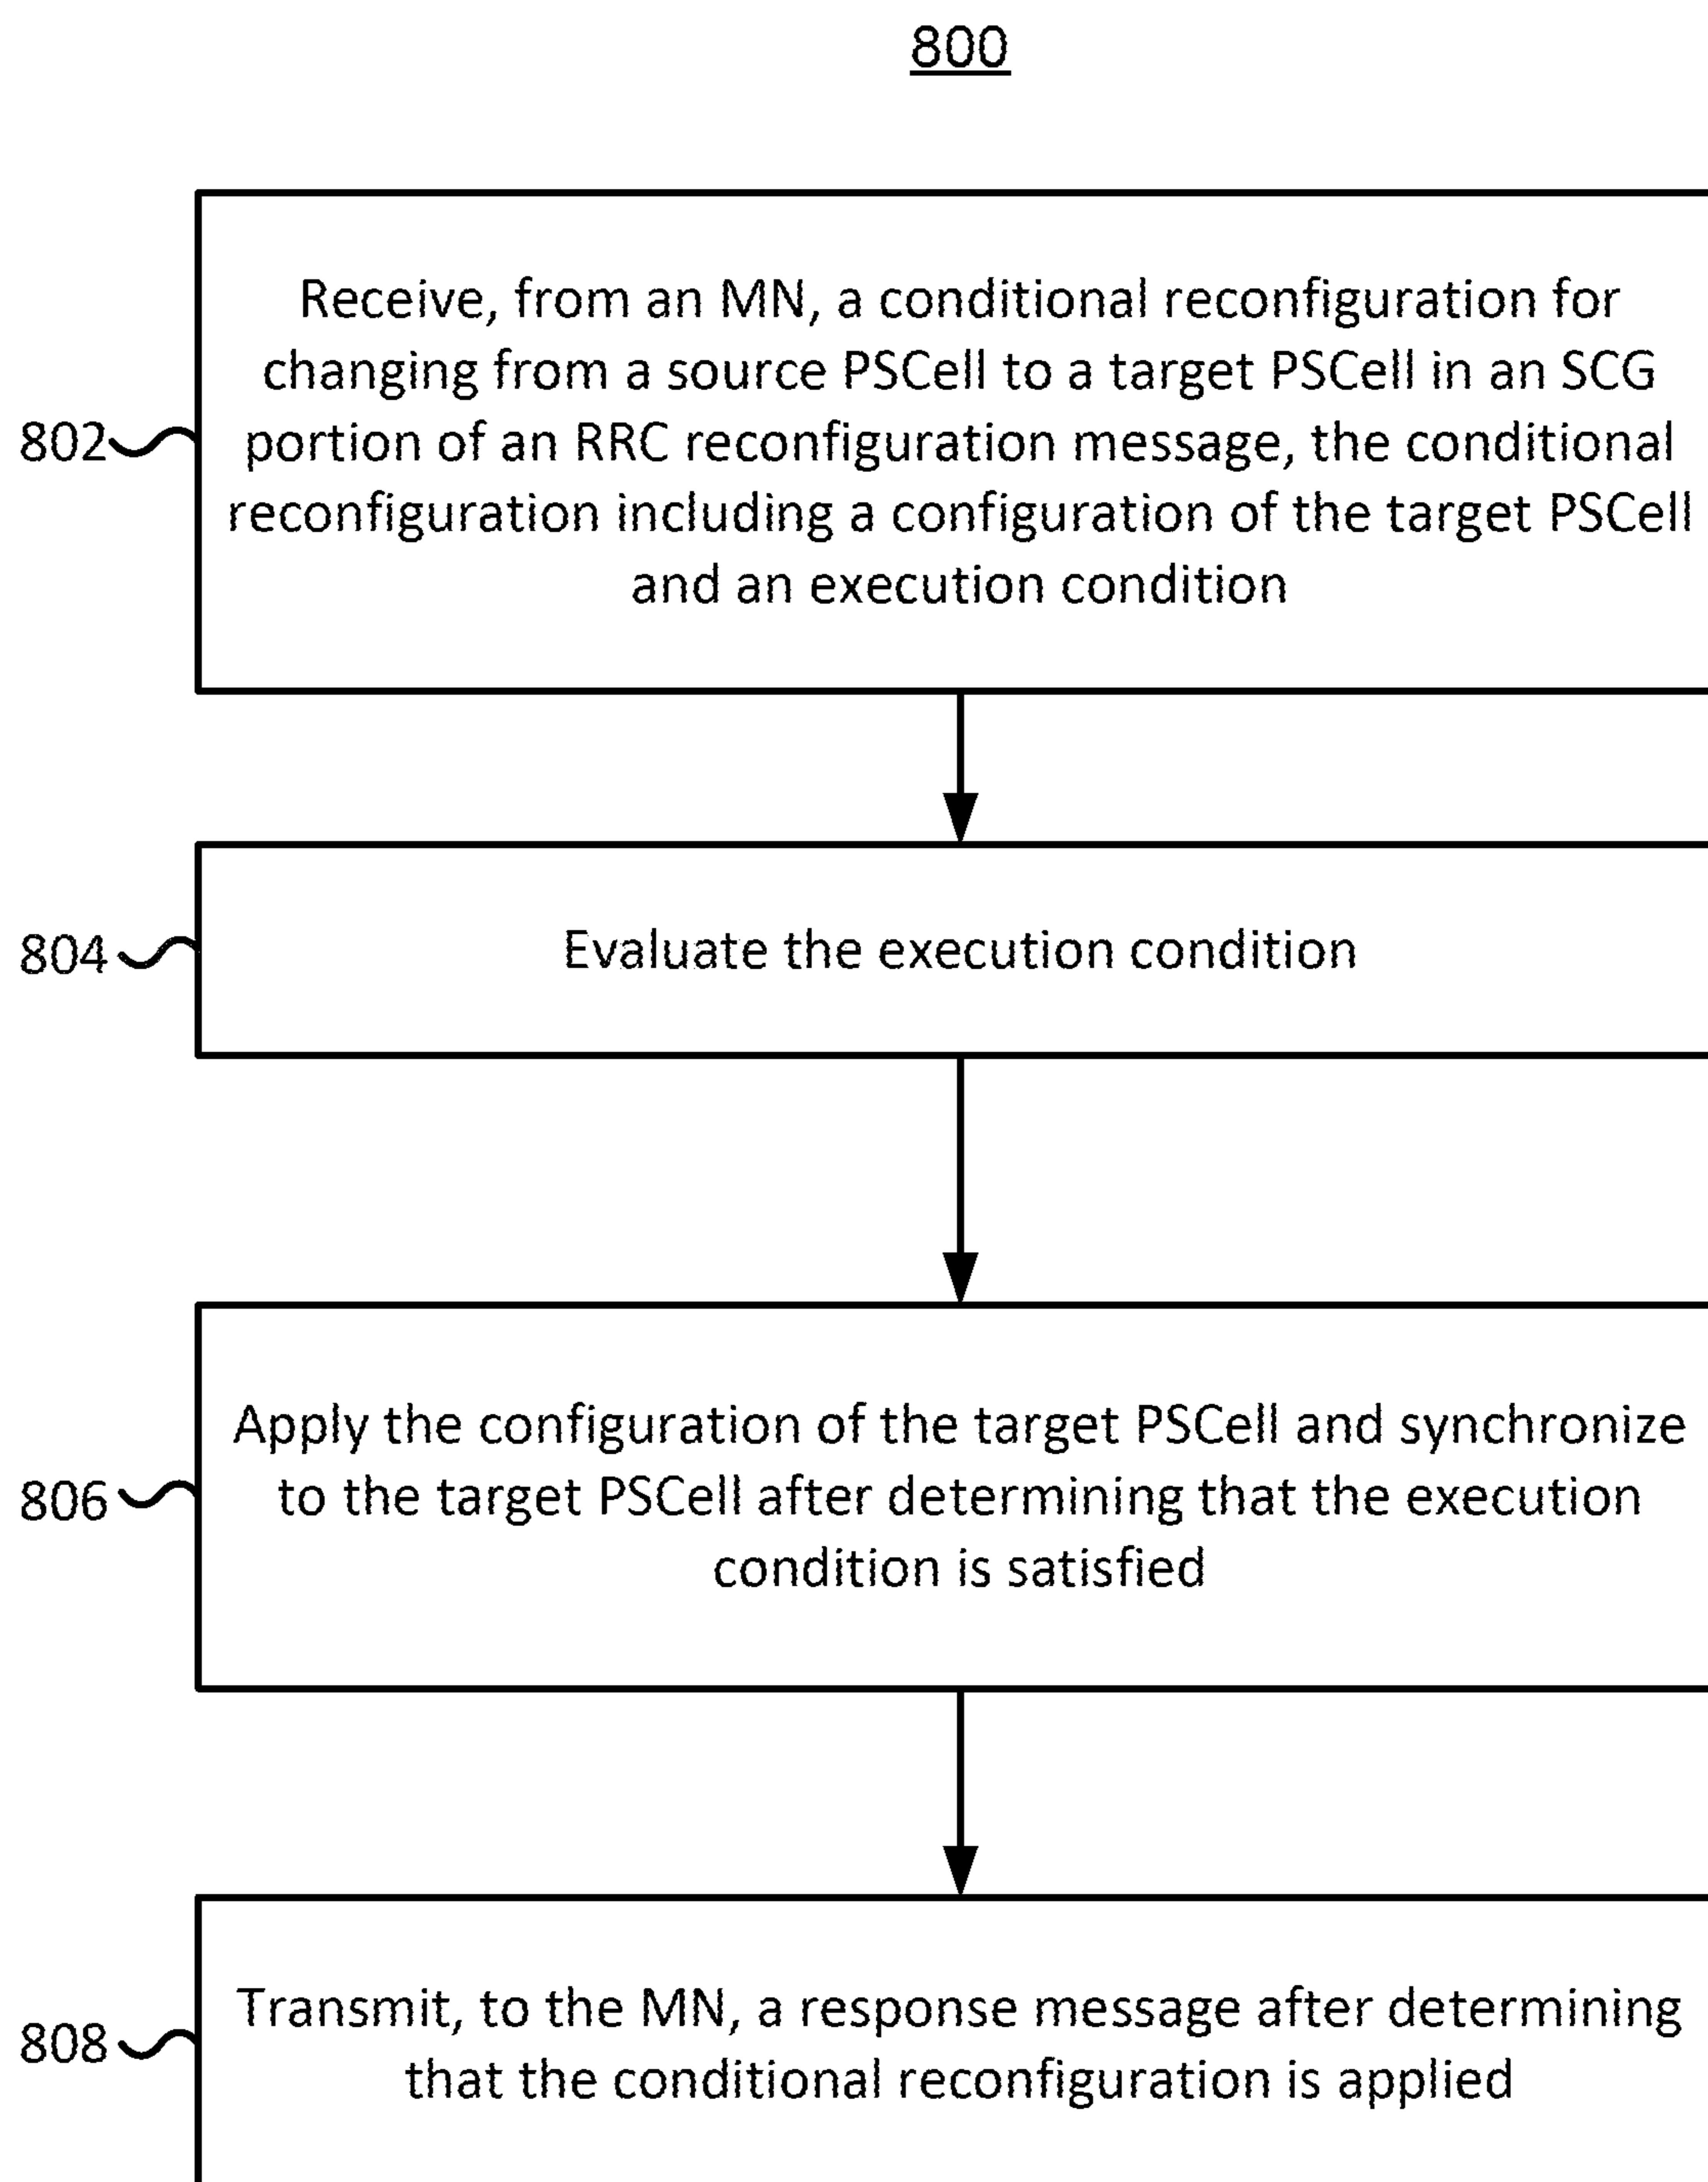 800
Receive, from an MN, a conditional reconfiguration for
changing from a source PSCell to a target PSCell in an SCG
802
portion of an RRC reconfiguration message, the conditional
reconfiguration including a configuration of the target PSCell
and an execution condition
804
Evaluate the execution condition
Apply the configuration of the target PSCell and synchronize
806
to the target PSCell after determining that the execution
condition is satisfied
Transmit, to the MN, a response message after determining
808
that the conditional reconfiguration is applied